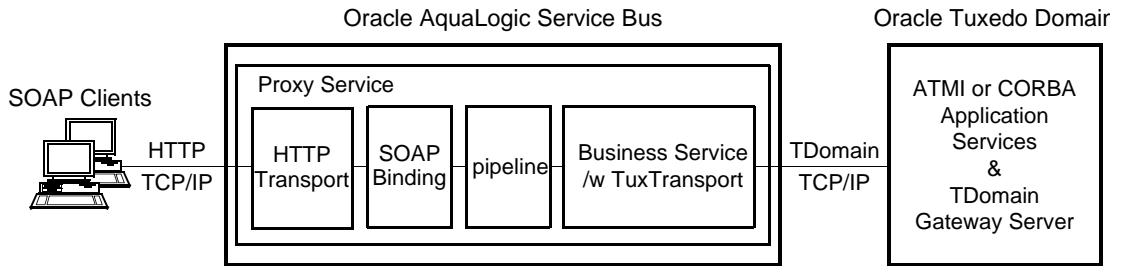 Oracle AquaLogic Service Bus
Oracle Tuxedo Domain
SOAP Clients
HTTP
TCP/IP
Proxy Service
HTTP
Transport
SOAP
Binding
pipeline
Business Service
/w TuxTransport
TDomain
TCP/IP
ATMI or CORBA
Application
Services
&
TDomain
Gateway Server